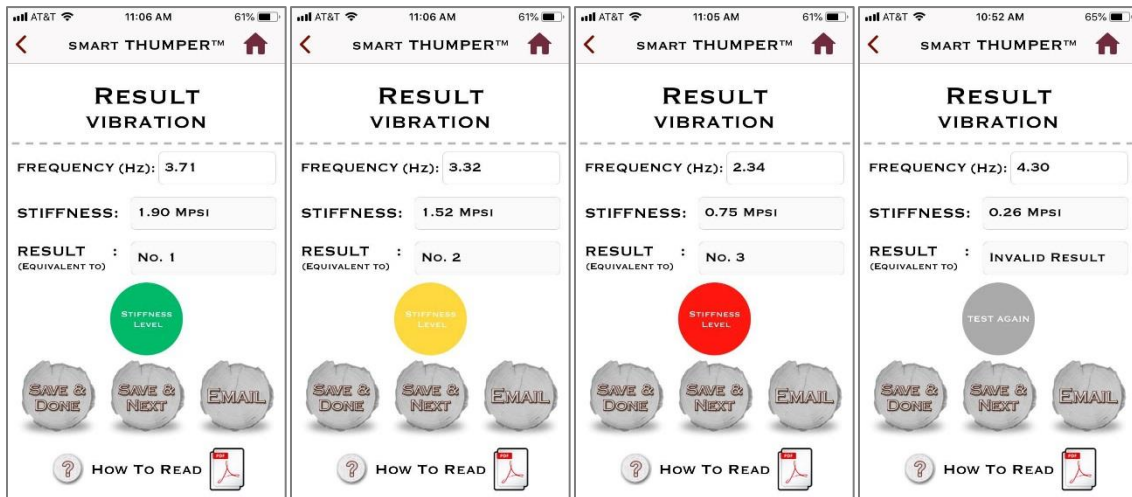 AT&T 11:06 AM 61%
SMART THUMPER™
RESULT
VIBRATION
FREQUENCY (HZ): 3.71
STIFFNESS: 1.90 MPSI
RESULT : NO. 1
(EQUIVALENT TO)
STIFFNESS
LEVEL
SAVE &
DONE
SAVE &
NEXT
EMAIL
? HOW TO READ PDF
AT&T 11:06 AM 61%
SMART THUMPER™
RESULT
VIBRATION
FREQUENCY (HZ): 3.32
STIFFNESS: 1.52 MPSI
RESULT : NO. 2
(EQUIVALENT TO)
STIFFNESS
LEVEL
SAVE &
DONE
SAVE &
NEXT
EMAIL
? HOW TO READ PDF
AT&T 11:05 AM 61%
SMART THUMPER™
RESULT
VIBRATION
FREQUENCY (HZ): 2.34
STIFFNESS: 0.75 MPSI
RESULT : NO. 3
(EQUIVALENT TO)
STIFFNESS
LEVEL
SAVE &
DONE
SAVE &
NEXT
EMAIL
? HOW TO READ PDF
AT&T 10:52 AM 65%
SMART THUMPER™
RESULT
VIBRATION
FREQUENCY (HZ): 4.30
STIFFNESS: 0.26 MPSI
RESULT : INVALID RESULT
(EQUIVALENT TO)
TEST AGAIN
SAVE &
DONE
SAVE &
NEXT
EMAIL
? HOW TO READ PDF